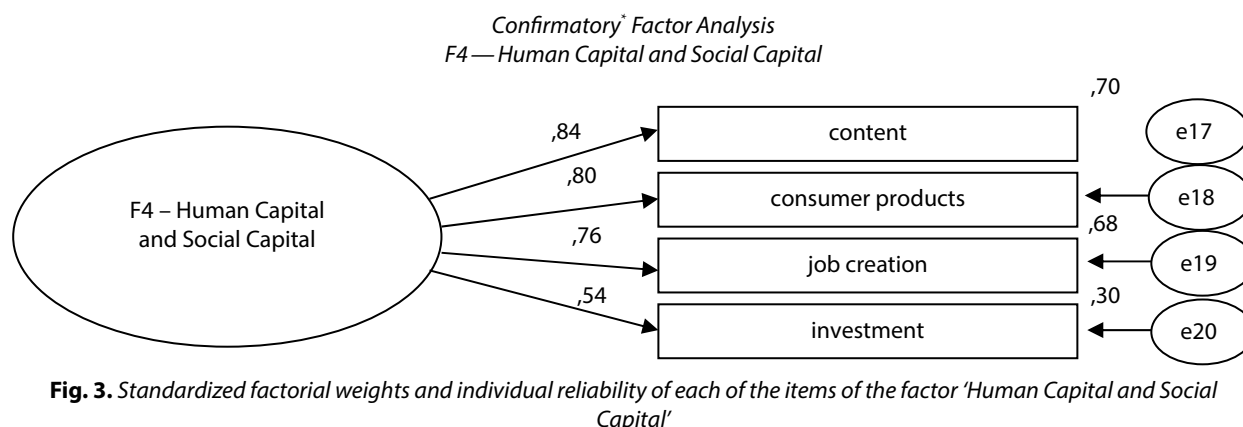 Confirmatory* Factor Analysis
F4 — Human Capital and Social Capital
,70
,84
content
e17
,80
F4 – Human Capital
and Social Capital
consumer products
e18
,76
,68
job creation
e19
,54
,30
investment
e20
Fig. 3. Standardized factorial weights and individual reliability of each of the items of the factor ‘Human Capital and Social
Capital’